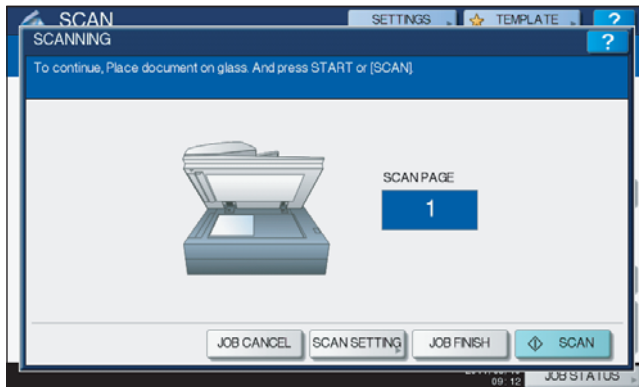 SCAN
SETTINGS
TEMPLATE
?
SCANNING
?
To continue, Place document on glass. And press START or [SCAN].
SCAN PAGE
1
JOB CANCEL
SCAN SETTING
JOB FINISH
SCAN
09:12
JOB STATUS